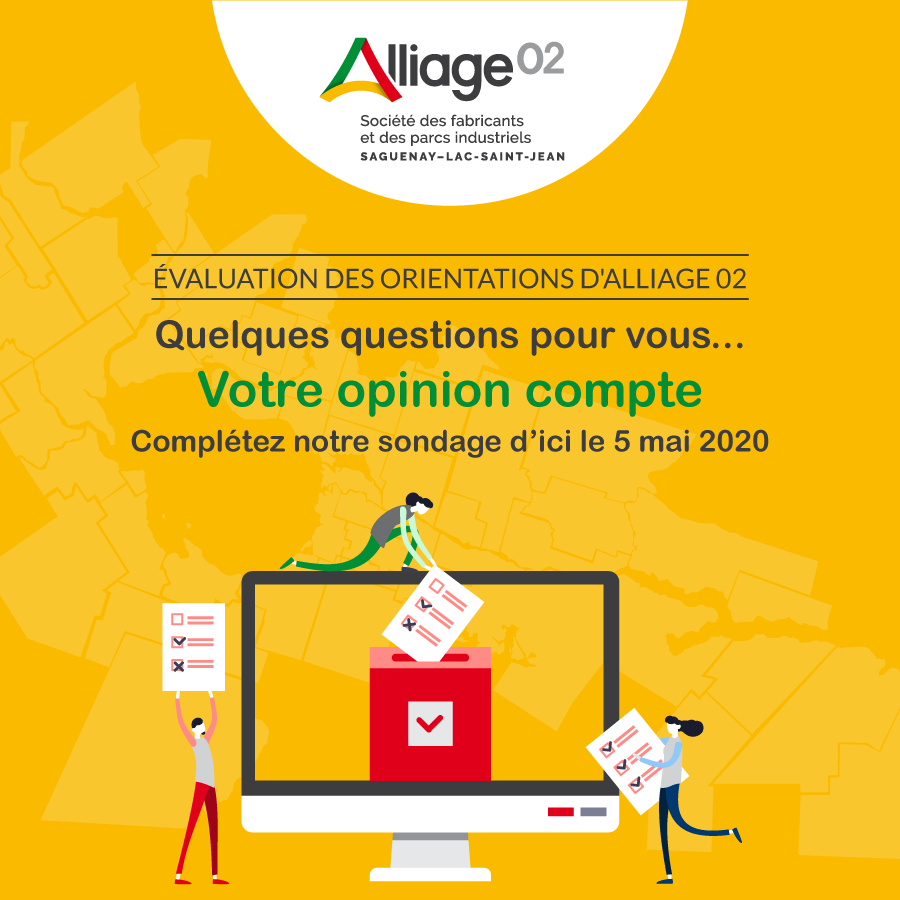 Alliage 02
Société des fabricants
et des parcs industriels
SAGUENAY–LAC-SAINT-JEAN
ÉVALUATION DES ORIENTATIONS D'ALLIAGE 02
Quelques questions pour vous...
Votre opinion compte
Complétez notre sondage d’ici le 5 mai 2020